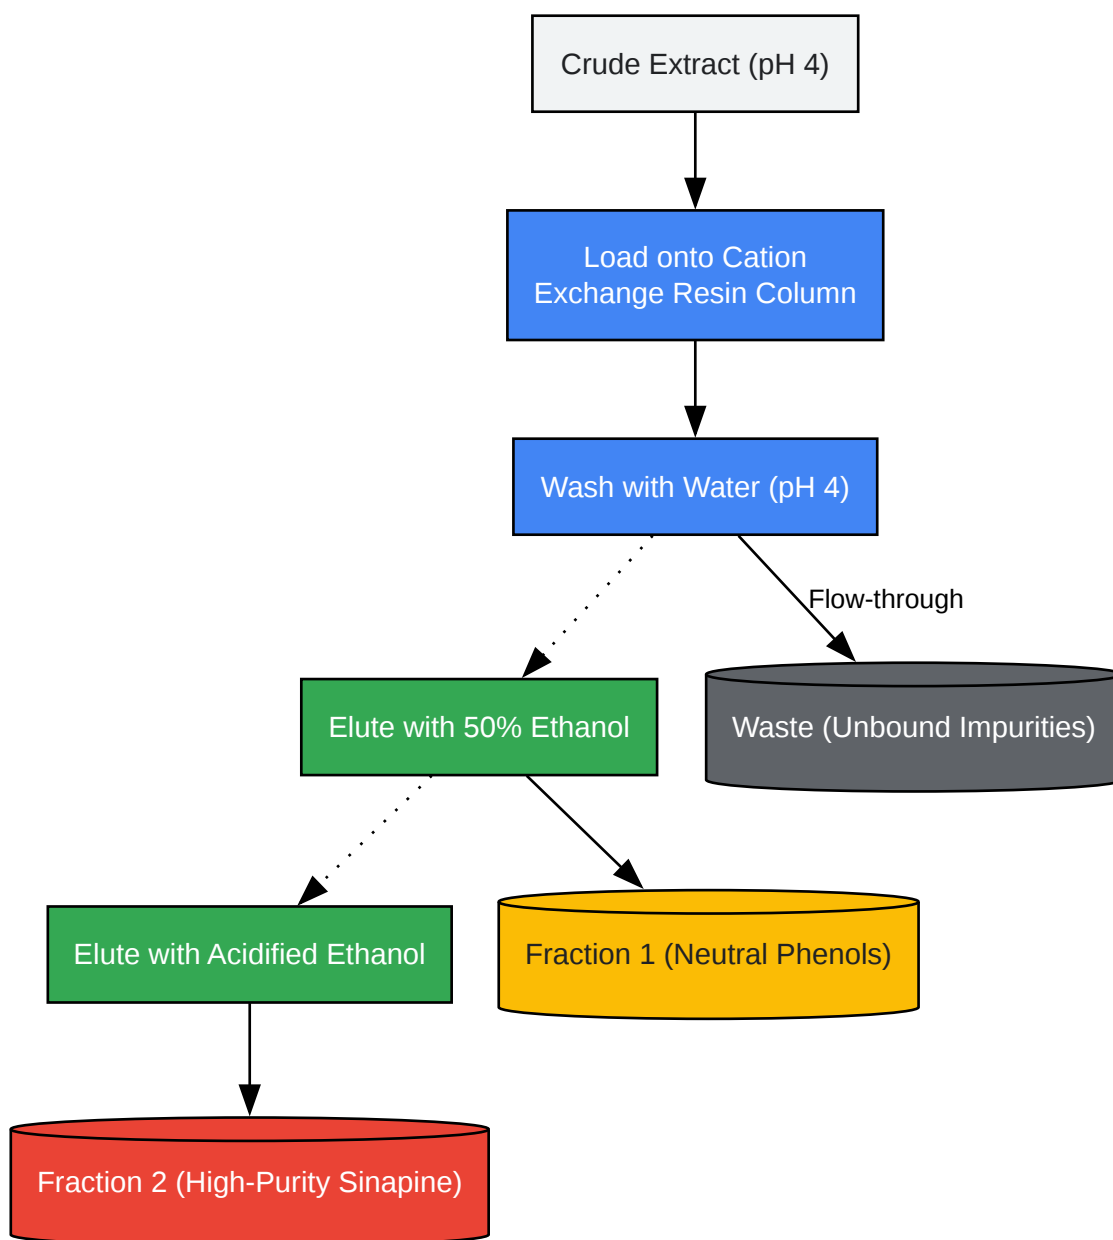 Crude Extract (pH 4)
Load onto Cation
Exchange Resin Column
Wash with Water (pH 4)
Flow-through
Elute with 50% Ethanol
Waste (Unbound Impurities)
Elute with Acidified Ethanol
Fraction 1 (Neutral Phenols)
Fraction 2 (High-Purity Sinapine)